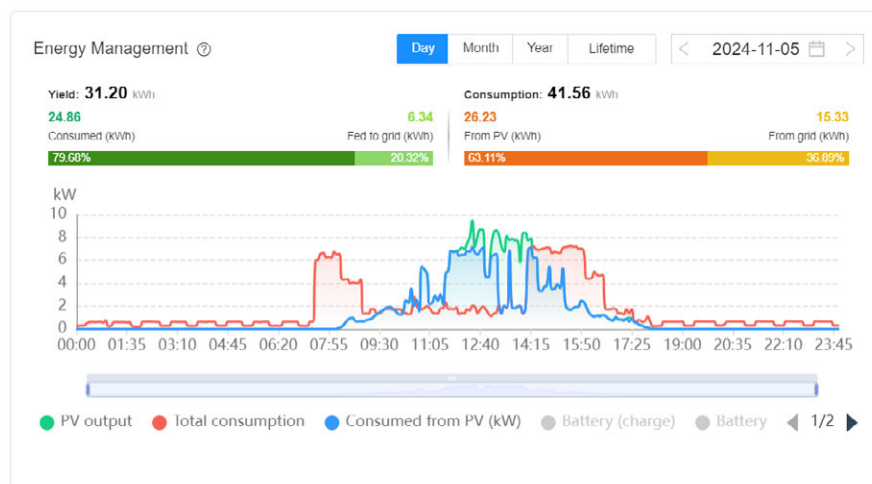 Energy Management ?
Day Month Year Lifetime < 2024-11-05 >
Yield: 31.20 kWh
Consumption: 41.56 kWh
24.86 6.34 26.23 15.33
Consumed (kWh) Fed to grid (kWh) From PV (kWh) From grid (kWh)
79.68% 20.32% 63.11% 36.89%
kW
10
8
6
4
2
0
00:00 01:35 03:10 04:45 06:20 07:55 09:30 11:05 12:40 14:15 15:50 17:25 19:00 20:35 22:10 23:45
PV output Total consumption Consumed from PV (kW) Battery (charge) Battery 1/2